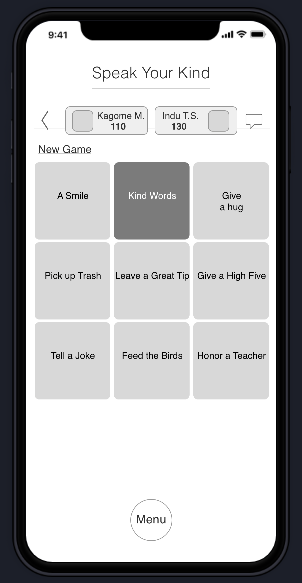 9:41
Speak Your Kind
Kagome M. Indu T.S.
110 130
New Game
A Smile Kind Words Give
a hug
Pick up Trash Leave a Great Tip Give a High Five
Tell a Joke Feed the Birds Honor a Teacher
Menu